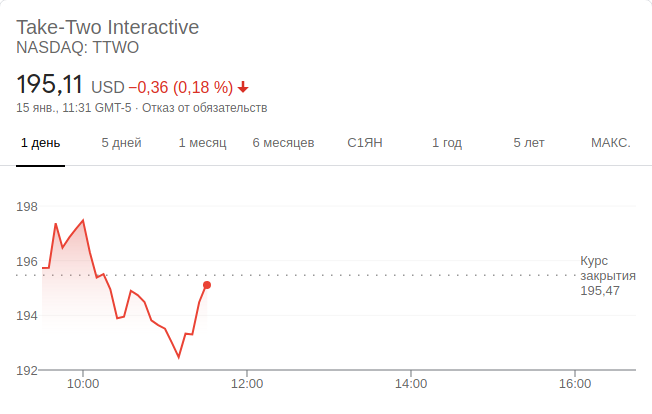 Take-Two Interactive
NASDAQ: TTWO
195,11 USD −0,36 (0,18 %)
15 янв., 11:31 GMT-5 · Отказ от обязательств
1 день 5 дней 1 месяц 6 месяцев С1ЯН 1 год 5 лет МАКС.
198
196
194
192
Курс
закрытия
195,47
10:00 12:00 14:00 16:00